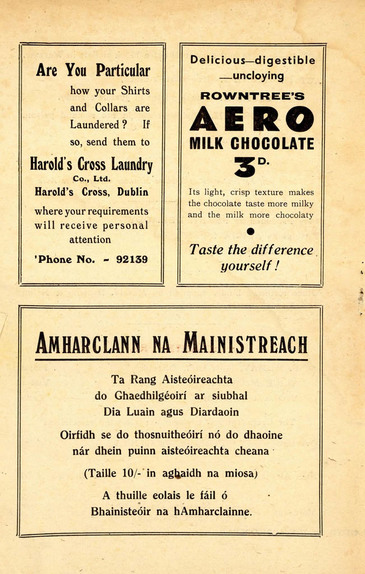 Are You Particular
how your Shirts
and Collars are
Laundered? If
so, send them to
Harold's Cross Laundry
Co., Ltd.
Harold's Cross, Dublin
where your requirements
will receive personal
attention
'Phone No. - 92139
Delicious—digestible
—uncloying
ROWNTREE'S
AERO
MILK CHOCOLATE
3D.
Its light, crisp texture makes
the chocolate taste more milky
and the milk more chocolaty
Taste the difference
yourself!
AMHARCLANN NA MAINISTREACH
Ta Rang Aisteóireachta
do Ghaedhilgéoirí ar siubhal
Dia Luain agus Diardaoin
Oirfidh se do thosnuitheóirí nó do dhaoine
nár dhein puinn aisteóireachta cheana
(Taille 10/- in aghaidh na miosa)
A thuille eolais le fáil ó
Bhainisteóir na hAmharclainne.